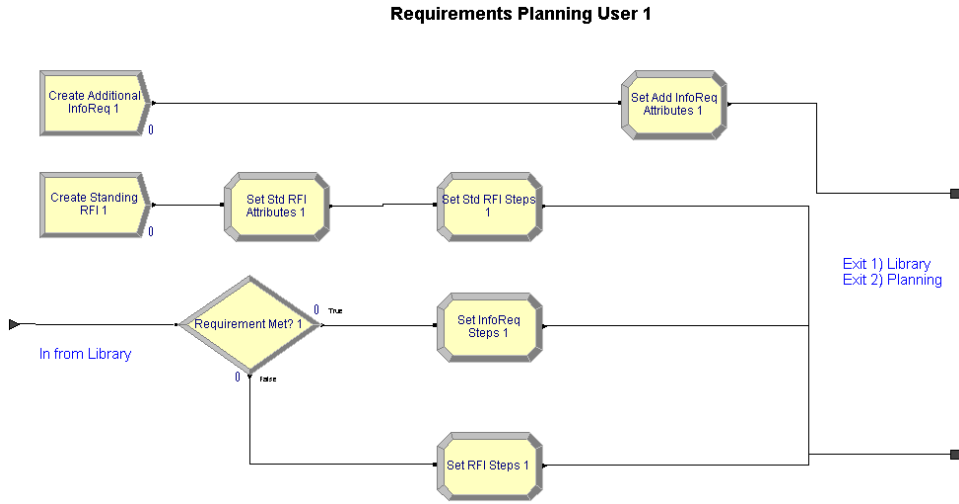 Requirements Planning User 1
Create Additional
InfoReq 1
0
Set Add InfoReq
Attributes 1
Create Standing
RFI 1
0
Set Std RFI
Attributes 1
Set Std RFI Steps
1
Exit 1) Library
Exit 2) Planning
In from Library
Requirement Met? 1
0
True
0
False
Set InfoReq
Steps 1
Set RFI Steps 1